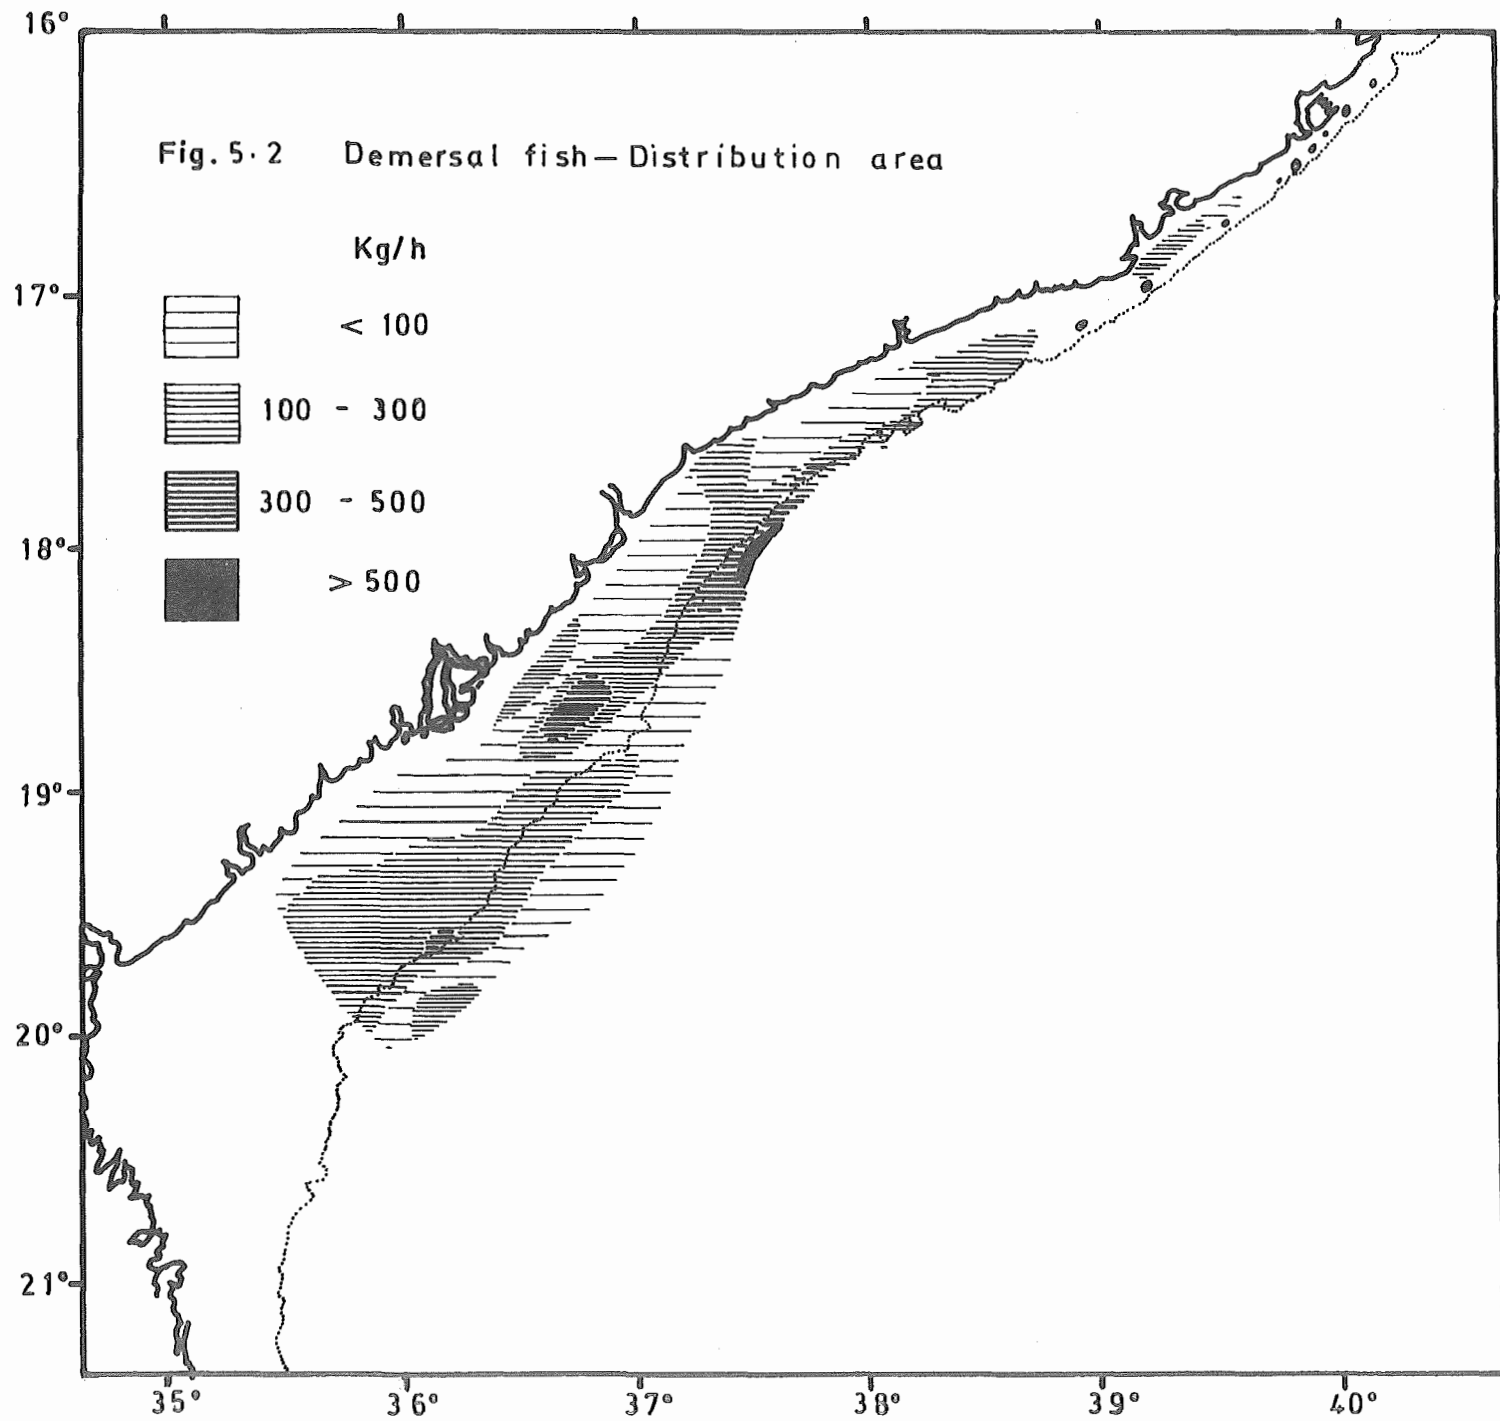 16°
Fig. 5.2 Demersal fish — Distribution area
Kg/h
17°
< 100
100 - 300
300 - 500
18°
> 500
19°
20°
21°
35° 36° 37° 38° 39° 40°